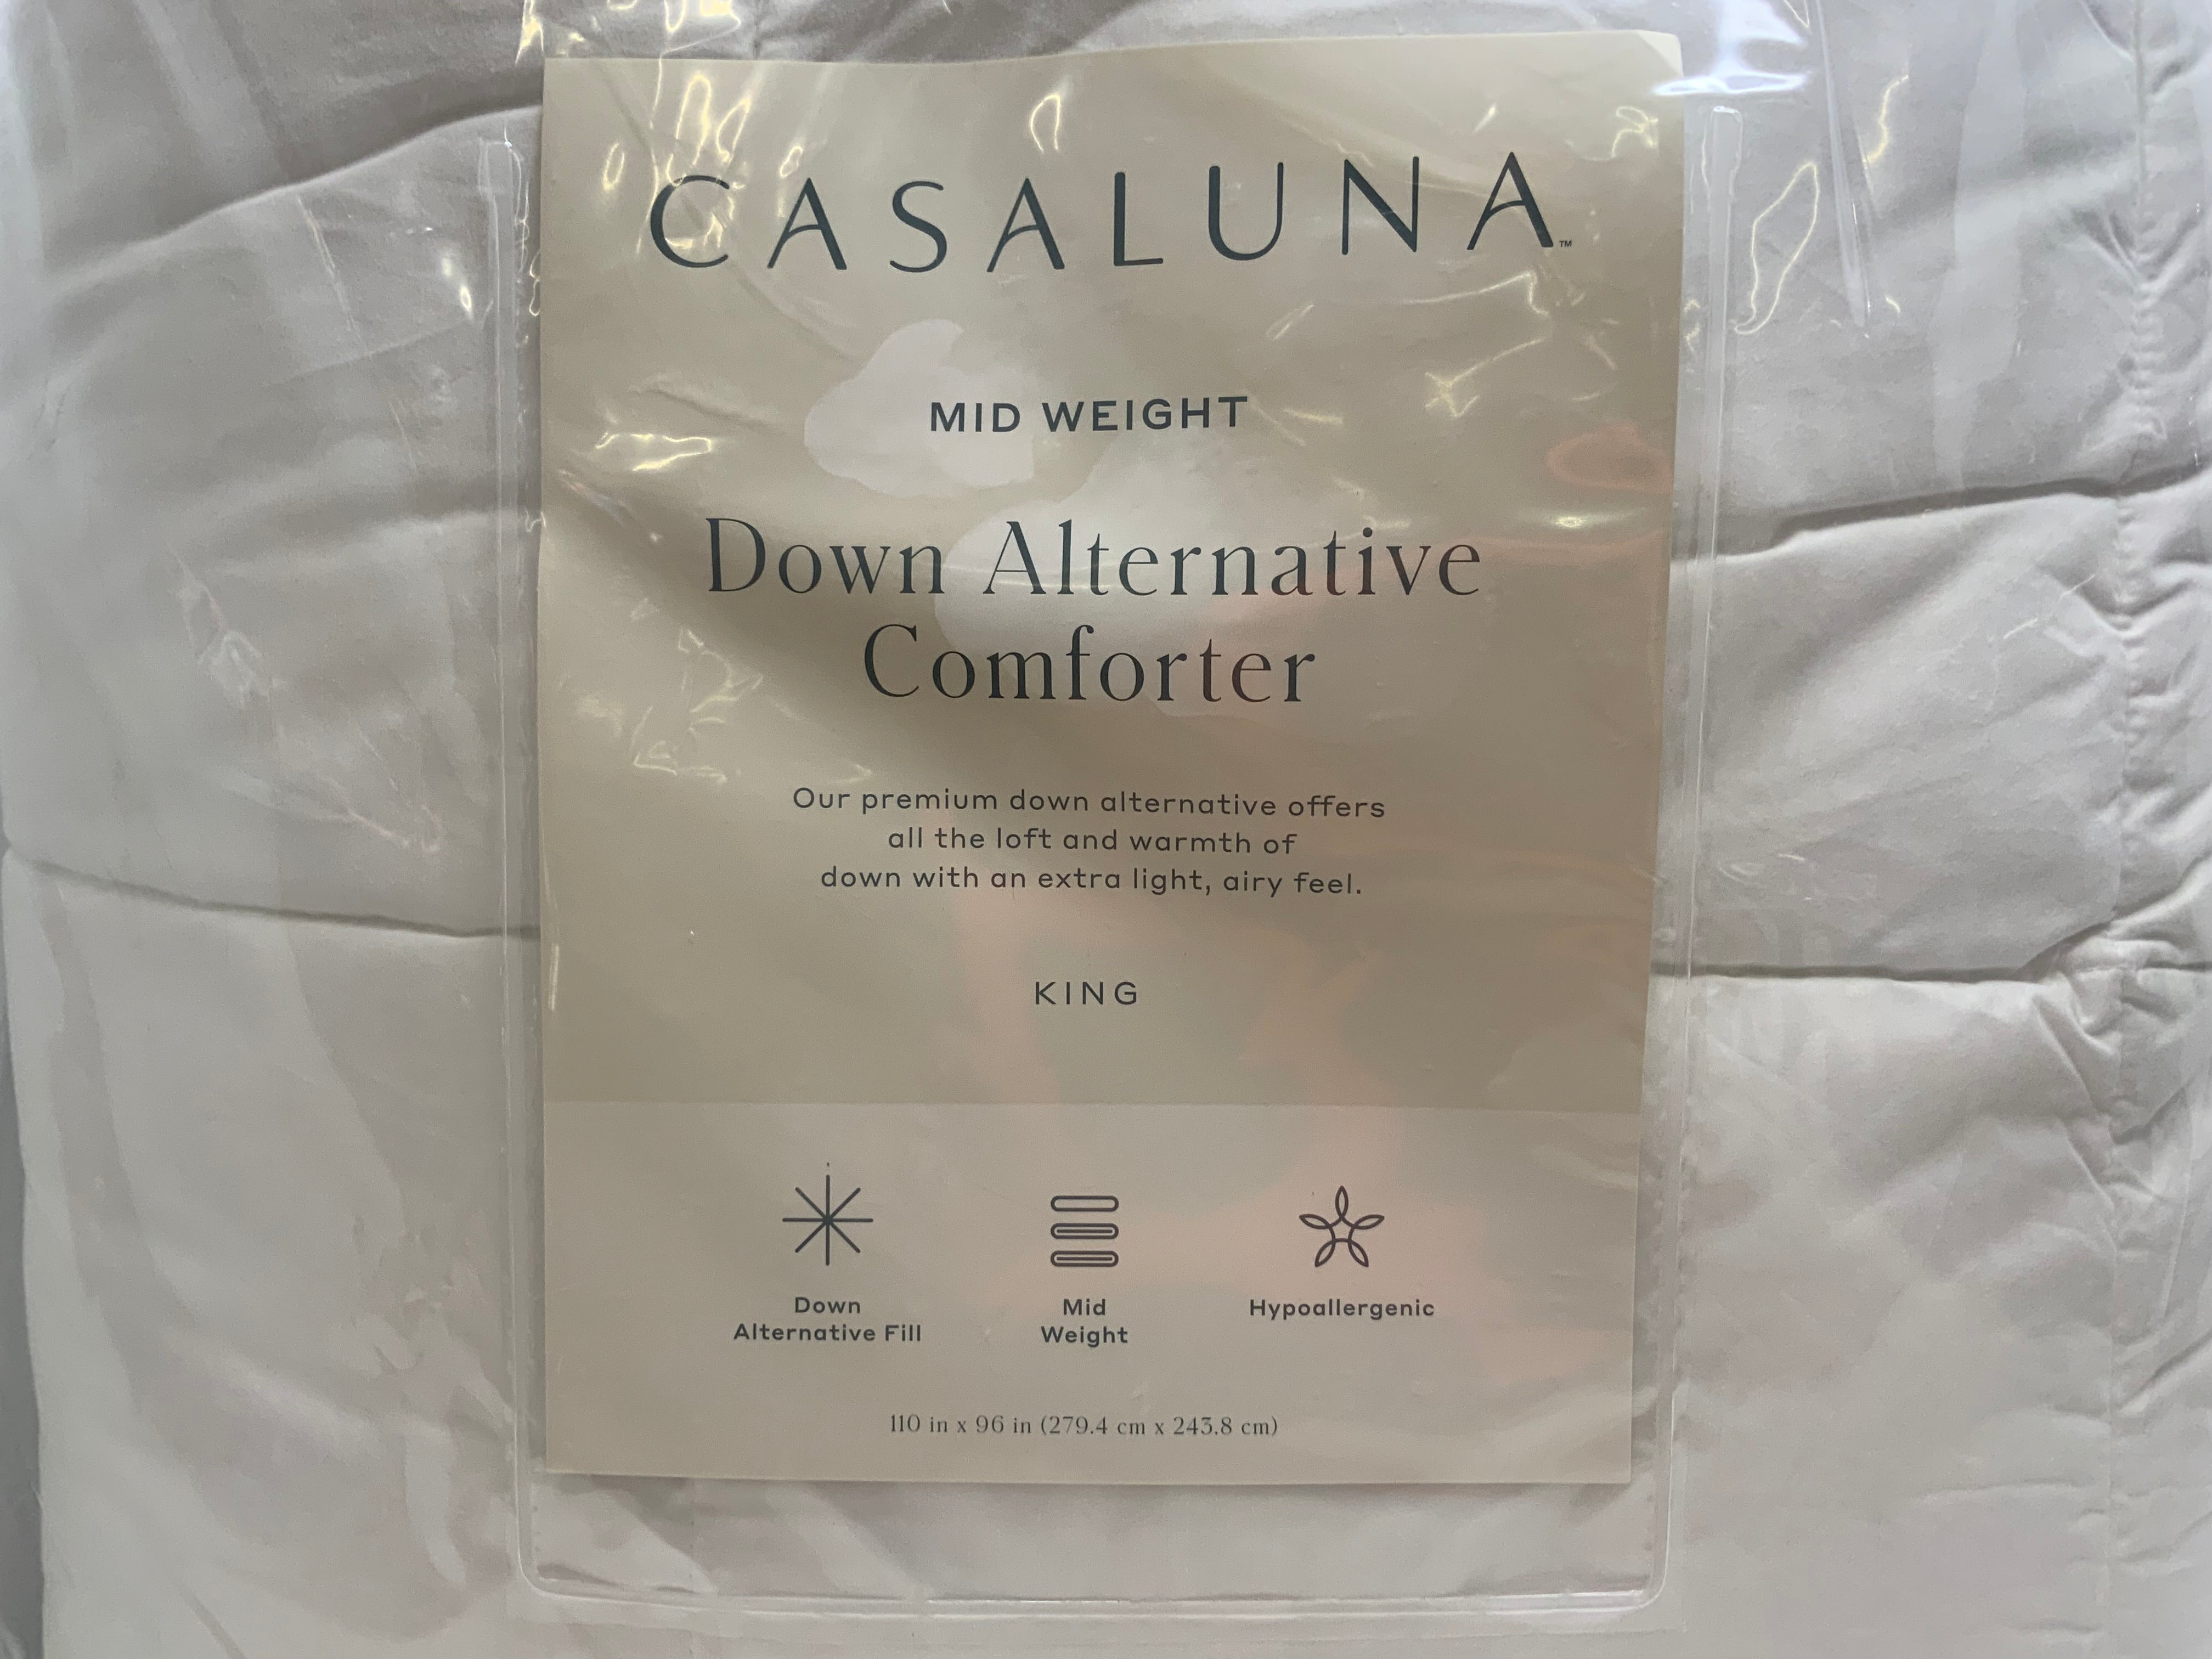 CASALUNA™
MID WEIGHT
Down Alternative
Comforter
Our premium down alternative offers
all the loft and warmth of
down with an extra light, airy feel.
KING
Down
Alternative Fill
Mid
Weight
Hypoallergenic
110 in x 96 in (279.4 cm x 243.8 cm)